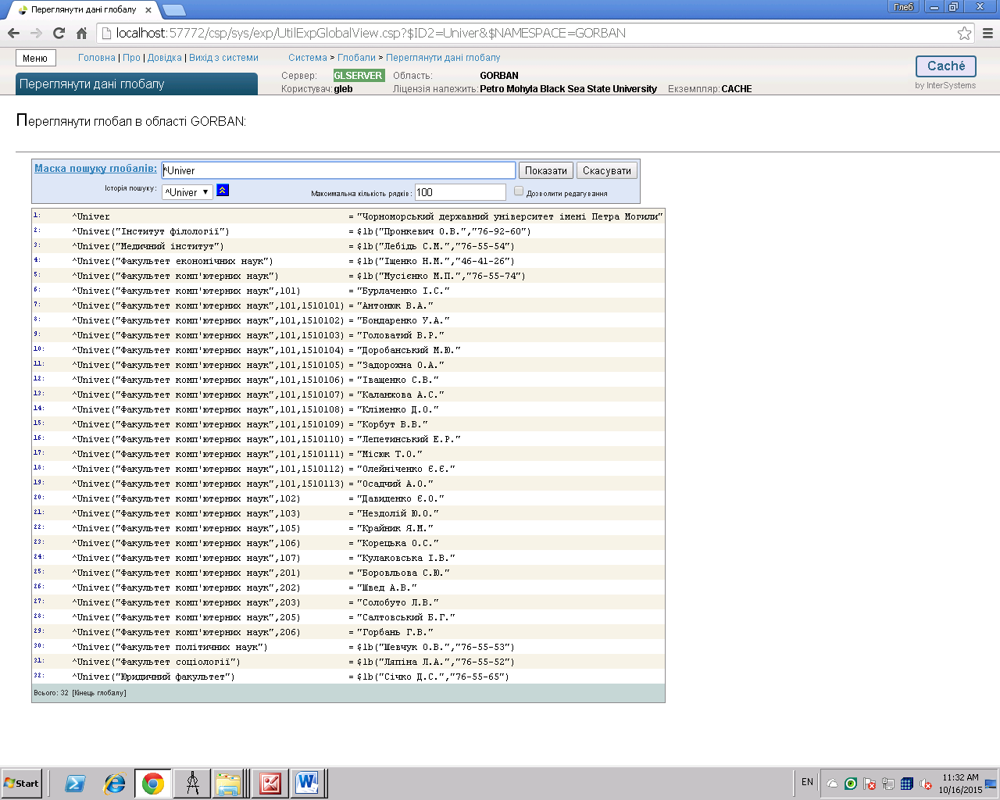 Переглянути дані глобалу
Глеб
localhost:57772/csp/sys/exp/UtilExpGlobalView.csp?$ID2=Univer&$NAMESPACE=GORBAN
Меню Головна | Про | Довідка | Вихід з системи Система > Глобали > Переглянути дані глобалу
Caché
by InterSystems
Переглянути дані глобалу
Сервер: GLSERVER Область: GORBAN
Користувач: gleb Ліцензія належить: Petro Mohyla Black Sea State University Екземпляр: CACHE
Переглянути глобал в області GORBAN:
Маска пошуку глобалів: ^Univer Показати Скасувати
Історія пошуку: ^Univer Максимальна кількість рядків: 100 Дозволити редагування
1: ^Univer = "Чорноморський державний університет імені Петра Могили"
2: ^Univer("Інститут філології") = $lb("Пронкевич О.В.","76-92-60")
3: ^Univer("Медичний інститут") = $lb("Лебідь С.М.","76-55-54")
4: ^Univer("Факультет економічних наук") = $lb("Іщенко Н.М.","46-41-26")
5: ^Univer("Факультет комп'ютерних наук") = $lb("Мусієнко М.П.","76-55-74")
6: ^Univer("Факультет комп'ютерних наук",101) = "Бурлаченко І.С."
7: ^Univer("Факультет комп'ютерних наук",101,1510101) = "Антонюк В.А."
8: ^Univer("Факультет комп'ютерних наук",101,1510102) = "Бондаренко У.А."
9: ^Univer("Факультет комп'ютерних наук",101,1510103) = "Головатий В.Р."
10: ^Univer("Факультет комп'ютерних наук",101,1510104) = "Доробанський М.Ю."
11: ^Univer("Факультет комп'ютерних наук",101,1510105) = "Задорожна О.А."
12: ^Univer("Факультет комп'ютерних наук",101,1510106) = "Іващенко С.В."
13: ^Univer("Факультет комп'ютерних наук",101,1510107) = "Каланжова А.С."
14: ^Univer("Факультет комп'ютерних наук",101,1510108) = "Кліменко Д.О."
15: ^Univer("Факультет комп'ютерних наук",101,1510109) = "Корбут В.В."
16: ^Univer("Факультет комп'ютерних наук",101,1510110) = "Лепетинський Е.Р."
17: ^Univer("Факультет комп'ютерних наук",101,1510111) = "Місюк Т.О."
18: ^Univer("Факультет комп'ютерних наук",101,1510112) = "Олейніченко Є.Є."
19: ^Univer("Факультет комп'ютерних наук",101,1510113) = "Осадчий А.О."
20: ^Univer("Факультет комп'ютерних наук",102) = "Давиденко Є.О."
21: ^Univer("Факультет комп'ютерних наук",103) = "Нездолій Ю.О."
22: ^Univer("Факультет комп'ютерних наук",105) = "Крайник Я.М."
23: ^Univer("Факультет комп'ютерних наук",106) = "Корецька О.С."
24: ^Univer("Факультет комп'ютерних наук",107) = "Кулаковська І.В."
25: ^Univer("Факультет комп'ютерних наук",201) = "Боровльова С.Ю."
26: ^Univer("Факультет комп'ютерних наук",202) = "Швед А.В."
27: ^Univer("Факультет комп'ютерних наук",203) = "Солобуто Л.В."
28: ^Univer("Факультет комп'ютерних наук",205) = "Салтовський Б.Г."
29: ^Univer("Факультет комп'ютерних наук",206) = "Горбань Г.В."
30: ^Univer("Факультет політичних наук") = $lb("Шевчук О.В.","76-55-53")
31: ^Univer("Факультет соціології") = $lb("Ляпіна Л.А.","76-55-52")
32: ^Univer("Юридичний факультет") = $lb("Січко Д.С.","76-55-65")
Всього: 32 [Кінець глобалу]
Start EN 11:32 AM
10/16/2015